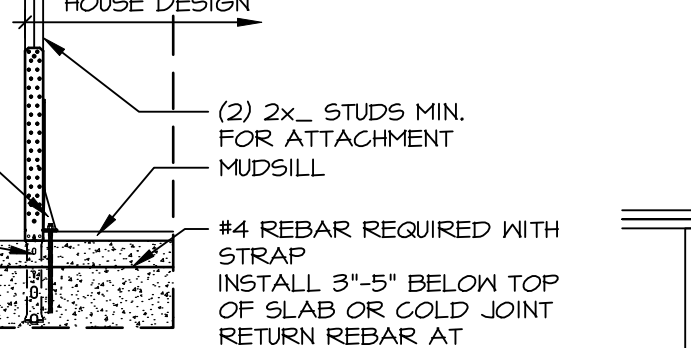 HOUSE DESIGN
(2) 2x_ STUDS MIN.
FOR ATTACHMENT
MUDSILL
#4 REBAR REQUIRED WITH
STRAP
INSTALL 3"-5" BELOW TOP
OF SLAB OR COLD JOINT
RETURN REBAR AT